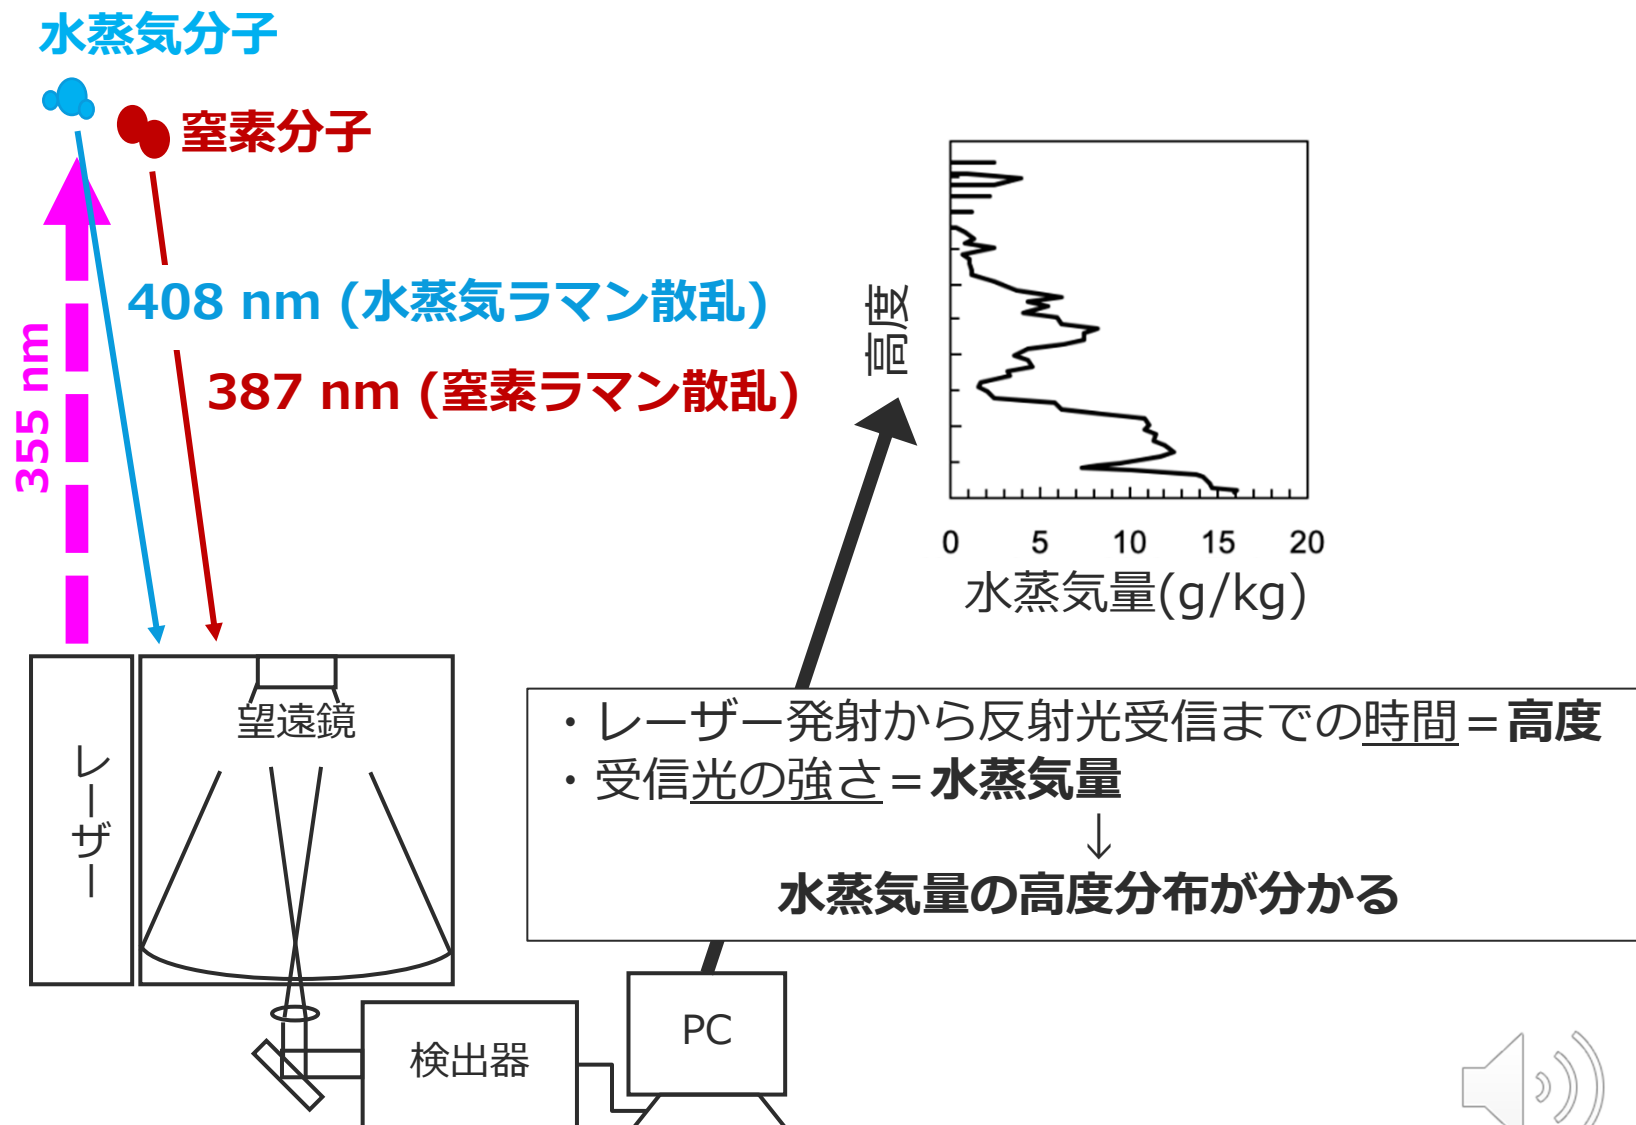 水蒸気分子
窒素分子
408 nm (水蒸気ラマン散乱)
387 nm (窒素ラマン散乱)
355 nm
高度
0 5 10 15 20
水蒸気量(g/kg)
レーザー
望遠鏡
・レーザー発射から反射光受信までの時間＝高度
・受信光の強さ＝水蒸気量
↓
水蒸気量の高度分布が分かる
検出器
PC